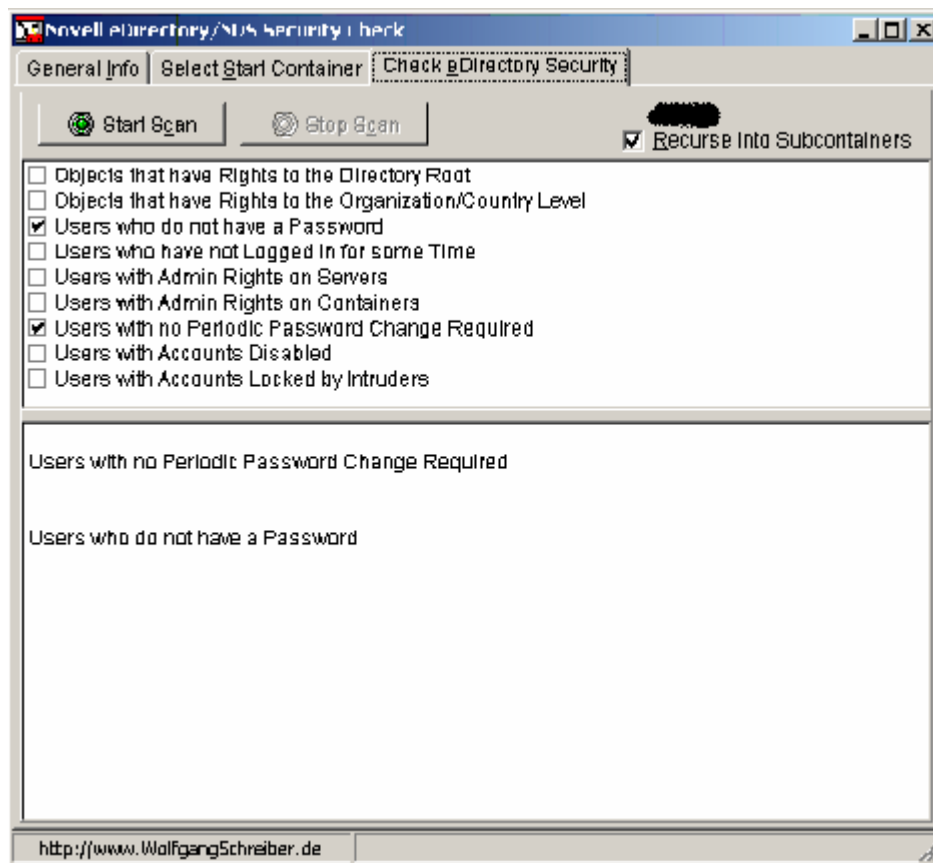 Novell eDirectory/NDS Security Check
General Info
Select Start Container
Check eDirectory Security
Start Scan
Stop Scan
Recurse into Subcontainers
Objects that have Rights to the Directory Root
Objects that have Rights to the Organization/Country Level
Users who do not have a Password
Users who have not Logged in for some Time
Users with Admin Rights on Servers
Users with Admin Rights on Containers
Users with no Periodic Password Change Required
Users with Accounts Disabled
Users with Accounts Locked by Intruders
Users with no Periodic Password Change Required
Users who do not have a Password
http://www.WolfgangSchreiber.de